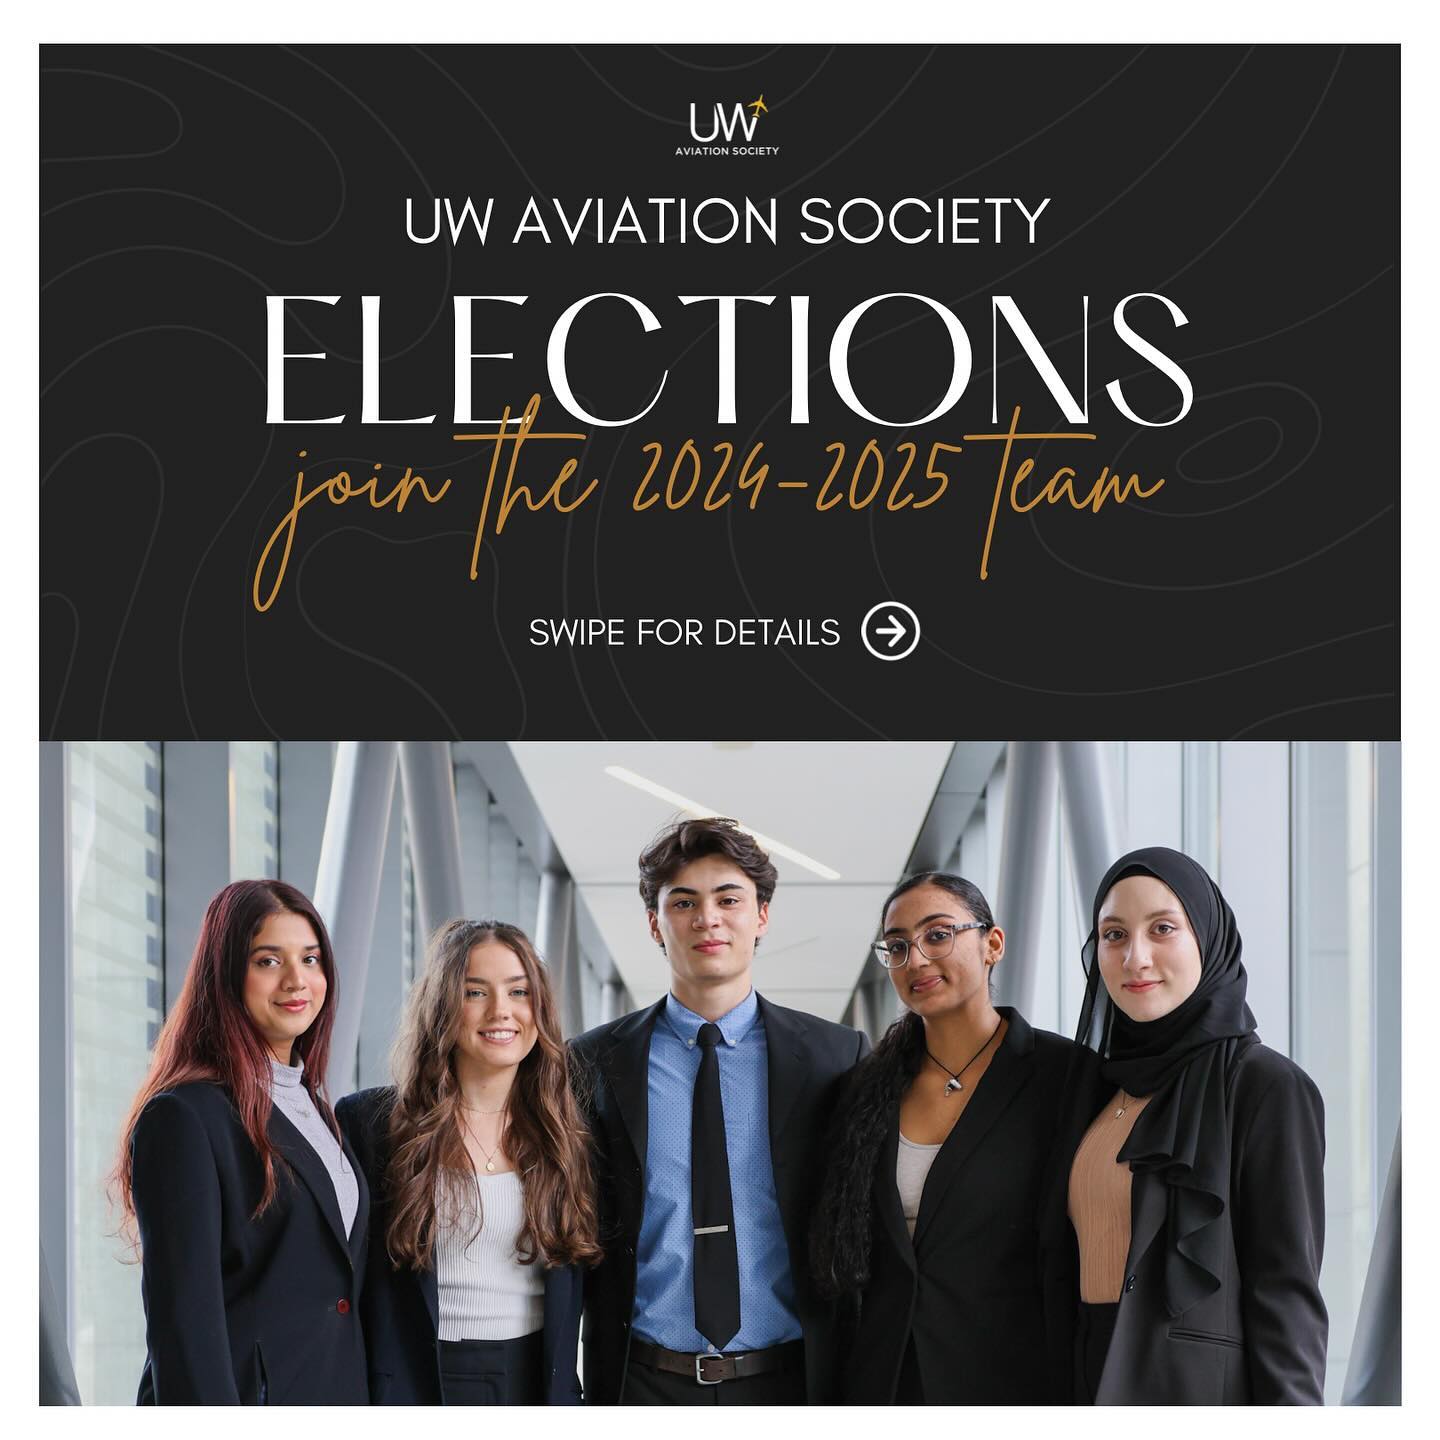 UW
AVIATION SOCIETY
UW AVIATION SOCIETY
ELECTIONS
join the 2024-2025 team
SWIPE FOR DETAILS